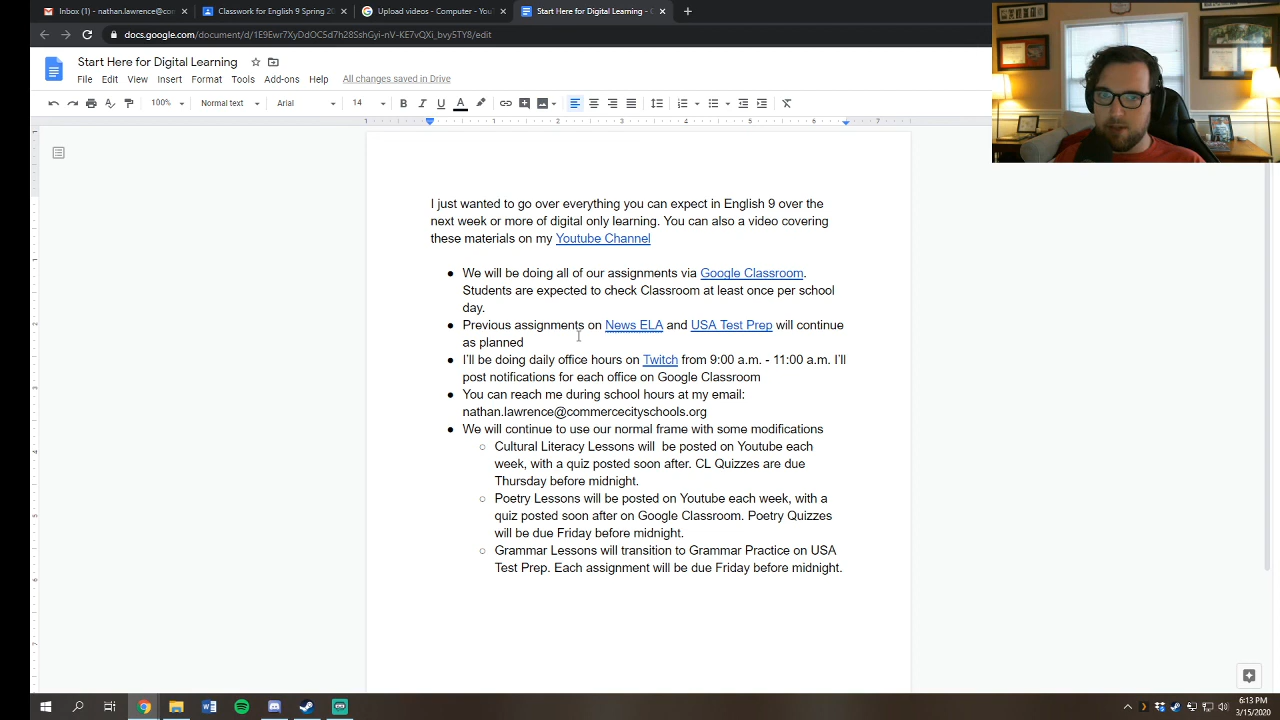 Inbox (1) - nathan.lawrence@co
Classwork for English 9 Spring 2
Upload videos - Computer - Yo
Start Here for Digital Learning - G
docs.google.com/document/d/1E9Ewr7XyCdOC5d7h28SshGyi-nV-KE7vQXi_bvy5TY8/edit
Start Here for Digital Learning
File Edit View Insert Format Tools Add-ons Help All changes saved in Drive
100% Normal text Arial 14 B I U A
1 1 2 3 4 5 6 7
I just wanted to go over everything you can expect in English 9 over the
next week or more of digital only learning. You can also a video covering
these materials on my Youtube Channel
● We will be doing all of our assignments via Google Classroom.
Students are expected to check Classroom at least once per school
day.
● Previous assignments on News ELA and USA Test Prep will continue
as planned
● I'll be doing daily office hours on Twitch from 9:00 a.m. - 11:00 a.m. I'll
post notifications for each office on Google Classroom
● You can reach me during school hours at my email:
nathan.lawrence@commercecityschools.org
● We will continue to use our normal frame with some modifications
○ Cultural Literacy Lessons will be posted on Youtube each
week, with a quiz posted soon after. CL Quizzes are due
Thursday before midnight.
○ Poetry Lessons will be posted on Youtube each week, with a
quiz posted soon after on Google Classroom. Poetry Quizzes
will be due Friday before midnight.
○ Grammar Lessons will transition to Grammar Practice on USA
Test Prep. Each assignment will be due Friday before midnight.
6:13 PM
3/15/2020